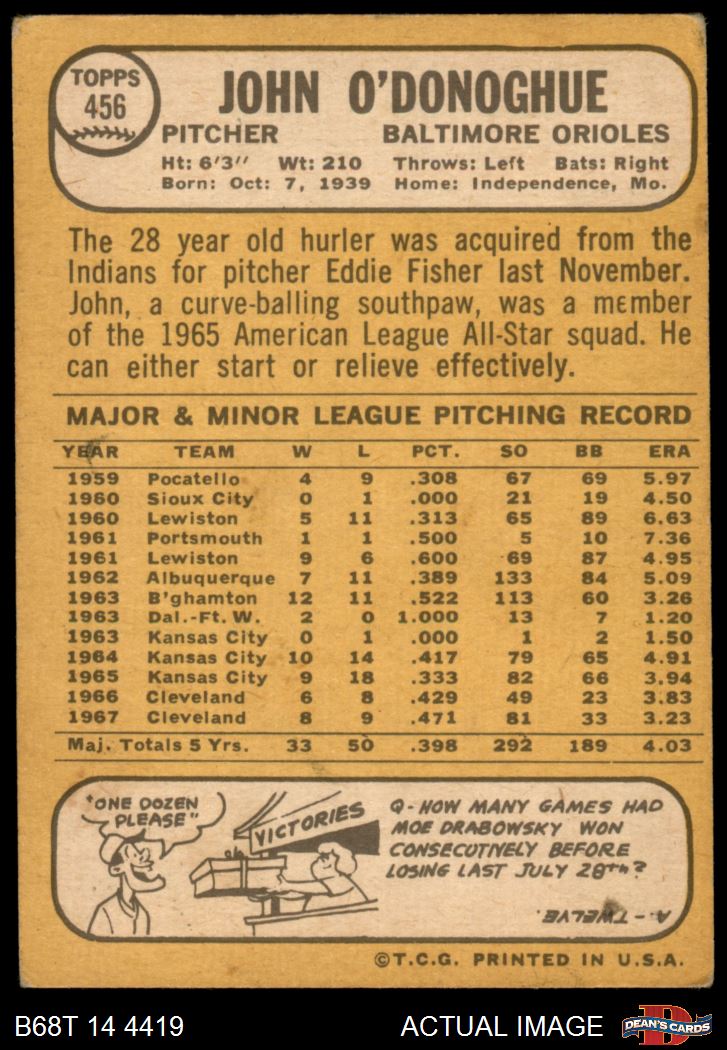 TOPPS
456
JOHN O'DONOGHUE
PITCHER BALTIMORE ORIOLES
Ht: 6'3'' Wt: 210 Throws: Left Bats: Right
Born: Oct: 7, 1939 Home: Independence, Mo.
The 28 year old hurler was acquired from the
Indians for pitcher Eddie Fisher last November.
John, a curve-balling southpaw, was a member
of the 1965 American League All-Star squad. He
can either start or relieve effectively.
MAJOR & MINOR LEAGUE PITCHING RECORD
YEAR TEAM W L PCT. SO BB ERA
1959 Pocatello 4 9 .308 67 69 5.97
1960 Sioux City 0 1 .000 21 19 4.50
1960 Lewiston 5 11 .313 65 89 6.63
1961 Portsmouth 1 1 .500 5 10 7.36
1961 Lewiston 9 6 .600 69 87 4.95
1962 Albuquerque 7 11 .389 133 84 5.09
1963 B'ghamton 12 11 .522 113 60 3.26
1963 Dal.-Ft. W. 2 0 1.000 13 7 1.20
1963 Kansas City 0 1 .000 1 2 1.50
1964 Kansas City 10 14 .417 79 65 4.91
1965 Kansas City 9 18 .333 82 66 3.94
1966 Cleveland 6 8 .429 49 23 3.83
1967 Cleveland 8 9 .471 81 33 3.23
Maj. Totals 5 Yrs. 33 50 .398 292 189 4.03
"ONE DOZEN
PLEASE"
VICTORIES
Q- HOW MANY GAMES HAD
MOE DRABOWSKY WON
CONSECUTIVELY BEFORE
LOSING LAST JULY 28TH?
A- TWELVE.
©T.C.G. PRINTED IN U.S.A.
B68T 14 4419 ACTUAL IMAGE
D
DEAN'S CARDS